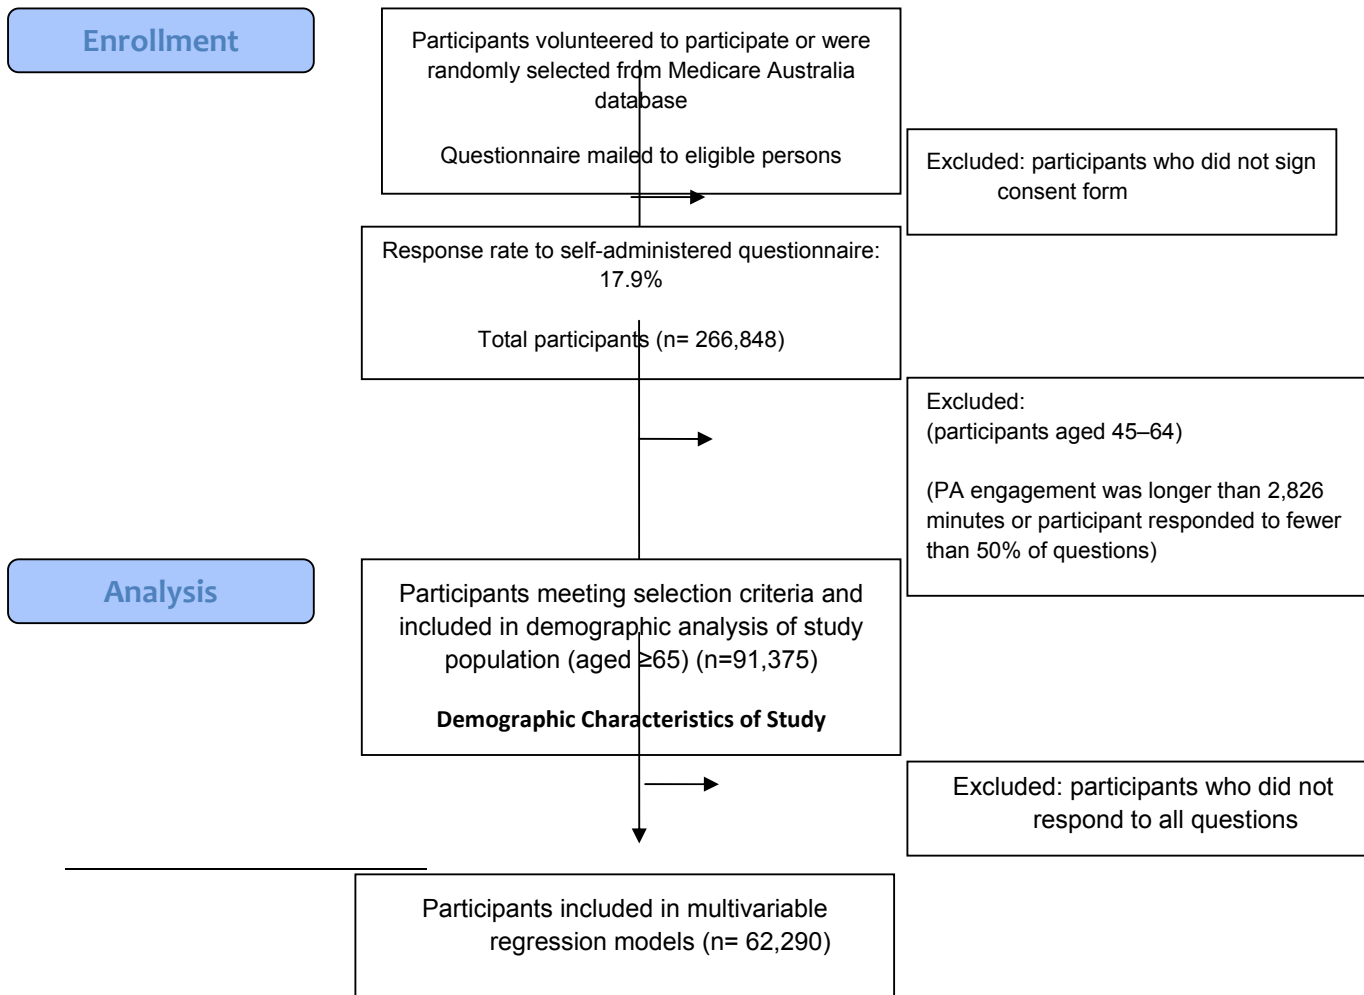 Enrollment
Participants volunteered to participate or were
randomly selected from Medicare Australia
database
Questionnaire mailed to eligible persons
Excluded: participants who did not sign
consent form
Response rate to self-administered questionnaire:
17.9%
Total participants (n= 266,848)
Excluded:
(participants aged 45–64)
(PA engagement was longer than 2,826
minutes or participant responded to fewer
than 50% of questions)
Analysis
Participants meeting selection criteria and
included in demographic analysis of study
population (aged ≥65) (n=91,375)
Demographic Characteristics of Study
Excluded: participants who did not
respond to all questions
Participants included in multivariable
regression models (n= 62,290)